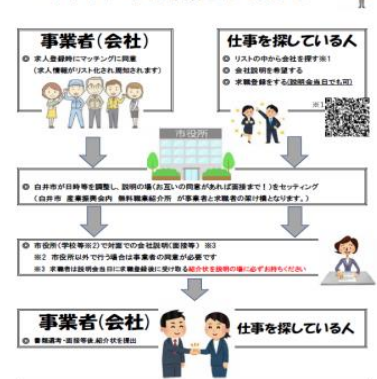 事業者(会社)
◎ 求人登録時にマッチングに同意
(求人情報がリスト化され周知されます)
仕事を探している人
◎ リストの中から会社を探す※1
◎ 会社説明を希望する
◎ 求職登録をする(説明会当日でも可)
※1
市役所
◎ 白井市が日時等を調整し、説明の場(お互いの同意があれば面接まで!)をセッティング
(白井市 産業振興会内 無料職業紹介所 が事業者と求職者の架け橋となります。)
◎ 市役所(学校等※2)で対面での会社説明(面接等) ※3
※2 市役所以外で行う場合は事業者の同意が必要です
※3 求職者は説明会当日に求職登録後に受け取る紹介状を説明の場に必ずお持ちください
事業者(会社)
◎ 書類選考・面接等後、紹介状を提出
仕事を探している人